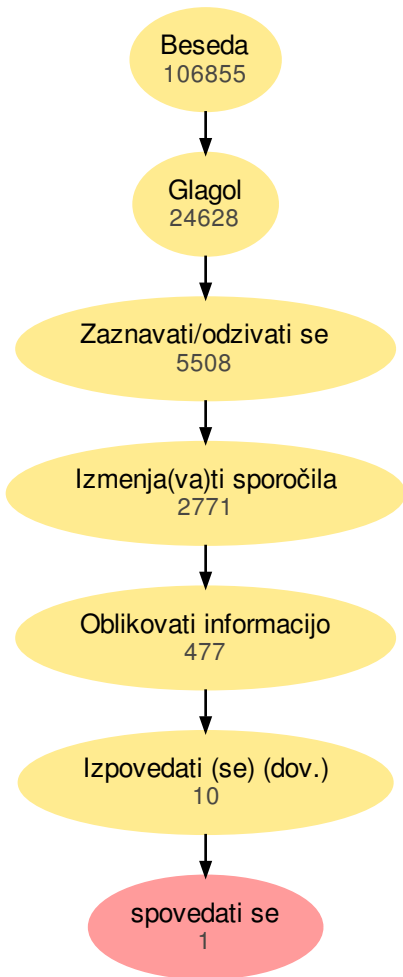 Beseda
106855
Glagol
24628
Zaznavati/odzivati se
5508
Izmenja(va)ti sporočila
2771
Oblikovati informacijo
477
Izpovedati (se) (dov.)
10
spovedati se
1